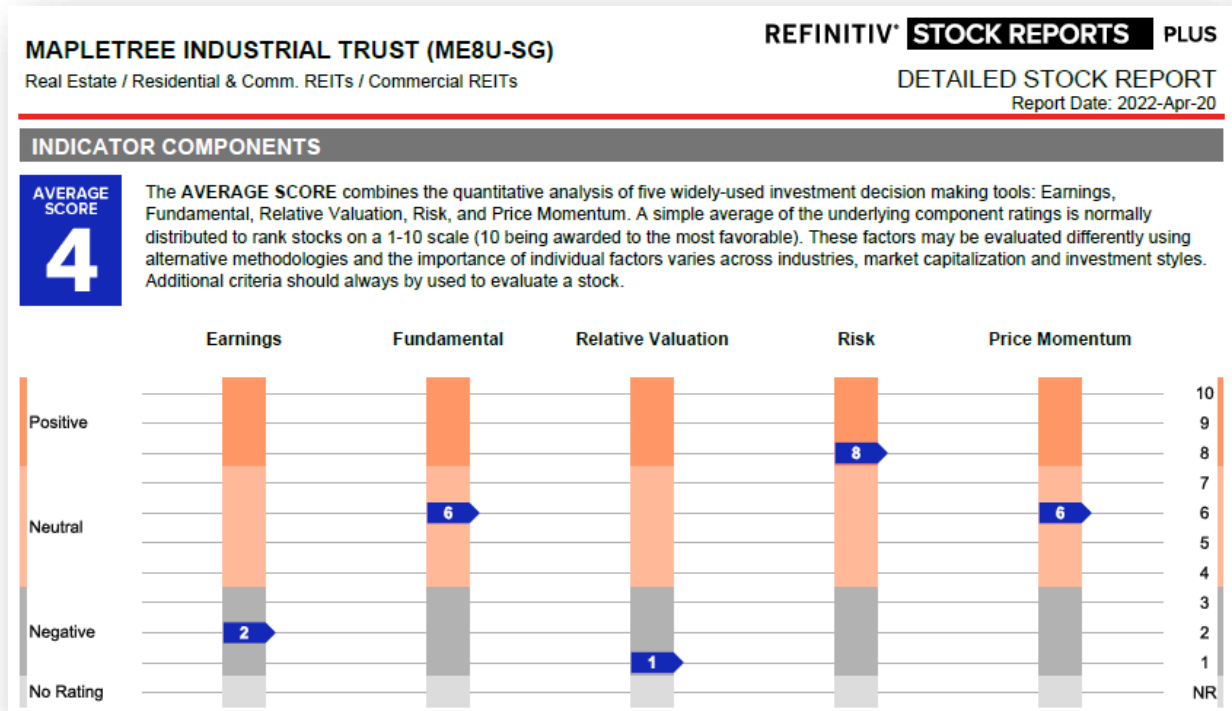 MAPLETREE INDUSTRIAL TRUST (ME8U-SG)
REFINITIV STOCK REPORTS PLUS
Real Estate / Residential & Comm. REITs / Commercial REITs
DETAILED STOCK REPORT
Report Date: 2022-Apr-20
INDICATOR COMPONENTS
AVERAGE
SCORE
4
The AVERAGE SCORE combines the quantitative analysis of five widely-used investment decision making tools: Earnings,
Fundamental, Relative Valuation, Risk, and Price Momentum. A simple average of the underlying component ratings is normally
distributed to rank stocks on a 1-10 scale (10 being awarded to the most favorable). These factors may be evaluated differently using
alternative methodologies and the importance of individual factors varies across industries, market capitalization and investment styles.
Additional criteria should always by used to evaluate a stock.
Earnings Fundamental Relative Valuation Risk Price Momentum
10
Positive 9
8 8
7
6 6 6
Neutral
5
4
3
Negative 2 2
1 1
No Rating NR